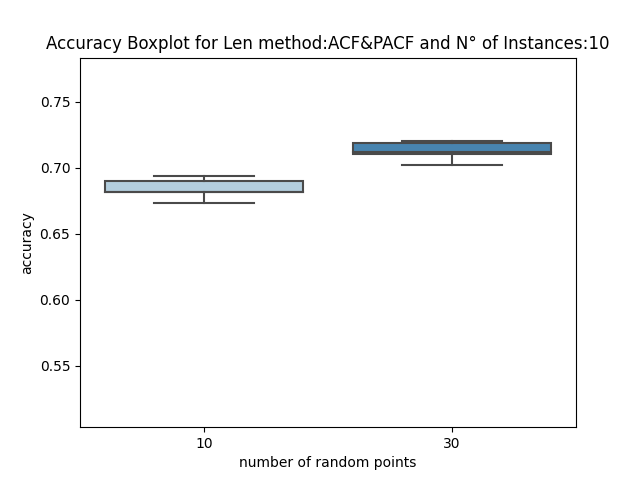 Accuracy Boxplot for Len method:ACF&PACF and N° of Instances:10
accuracy
0.75
0.70
0.65
0.60
0.55
10
30
number of random points